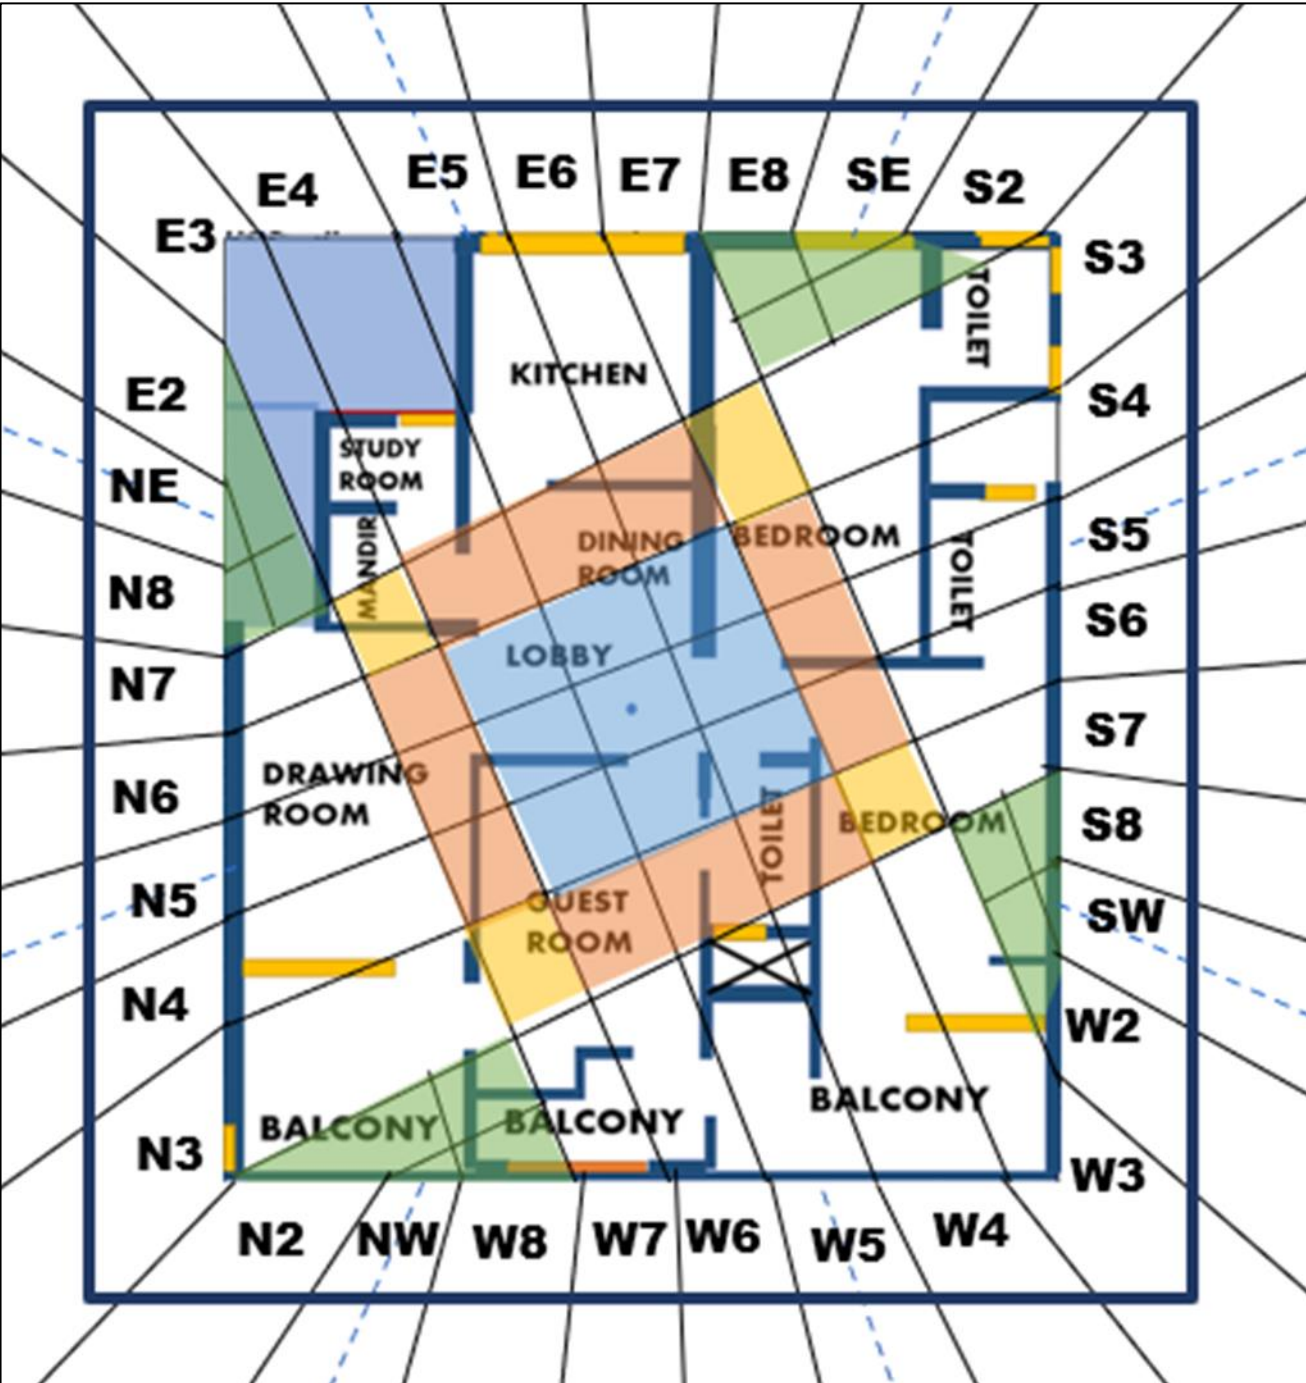 E3
E4
E5
E6
E7
E8
SE
S2
S3
E2
KITCHEN
TOILET
S4
STUDY
ROOM
NE
MANDIR
DINING
ROOM
BEDROOM
TOILET
S5
N8
S6
LOBBY
N7
S7
DRAWING
ROOM
N6
TOILET
BEDROOM
S8
N5
GUEST
ROOM
SW
N4
W2
BALCONY
BALCONY
BALCONY
N3
W3
N2
NW
W8
W7
W6
W5
W4